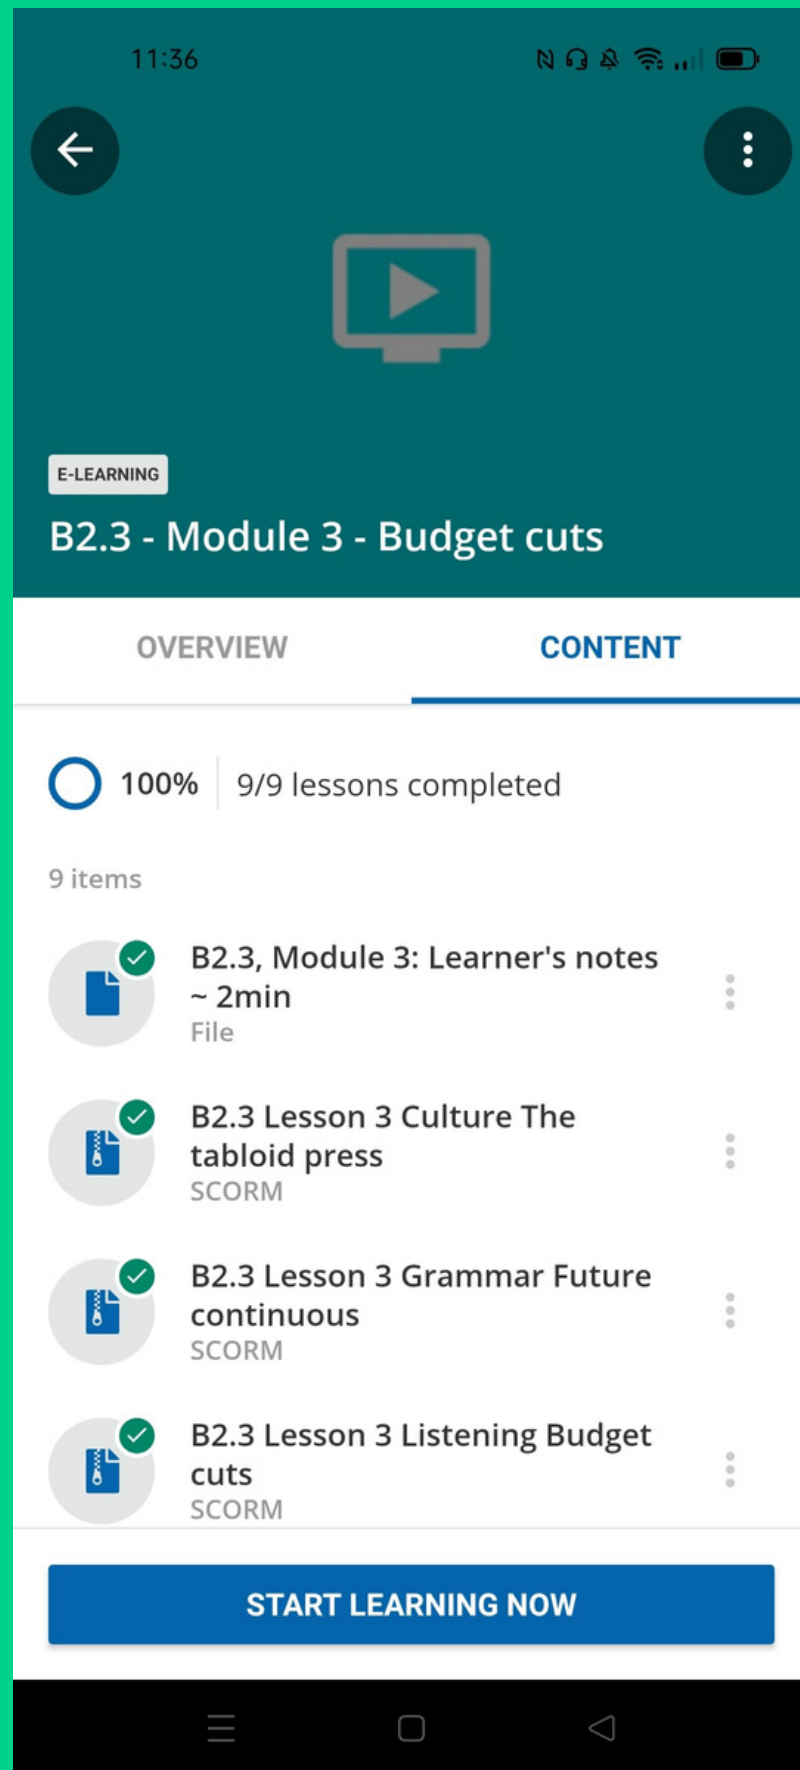 11:36
E-LEARNING
B2.3 - Module 3 - Budget cuts
OVERVIEW
CONTENT
100%
9/9 lessons completed
9 items
B2.3, Module 3: Learner's notes
~ 2min
File
B2.3 Lesson 3 Culture The
tabloid press
SCORM
B2.3 Lesson 3 Grammar Future
continuous
SCORM
B2.3 Lesson 3 Listening Budget
cuts
SCORM
START LEARNING NOW